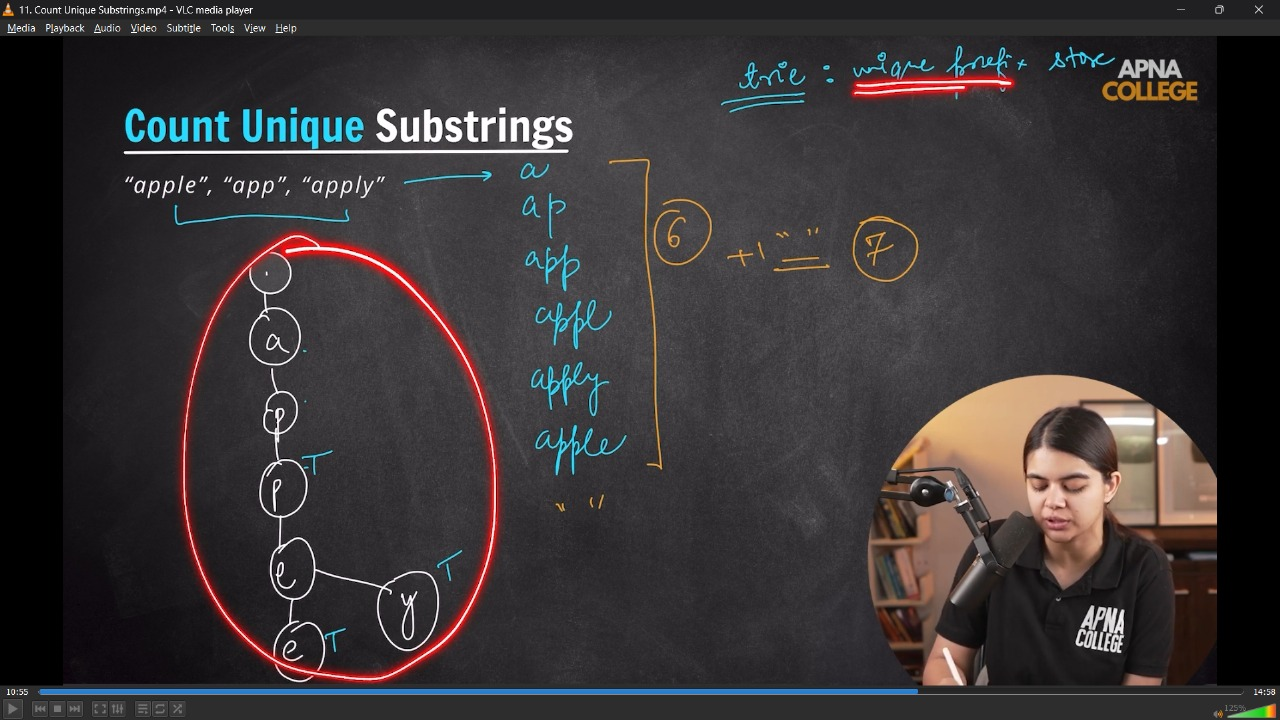 11. Count Unique Substrings.mp4 - VLC media player
Media Playback Audio Video Subtitle Tools View Help
trie : unique prefix store
APNA
COLLEGE
Count Unique Substrings
“apple”, “app”, “apply”
a
ap
app
appl
apply
apple
" "
6
+1 " "
7
a
p
p T
e
y T
e T
APNA
COLLEGE
10:55
14:58
125%